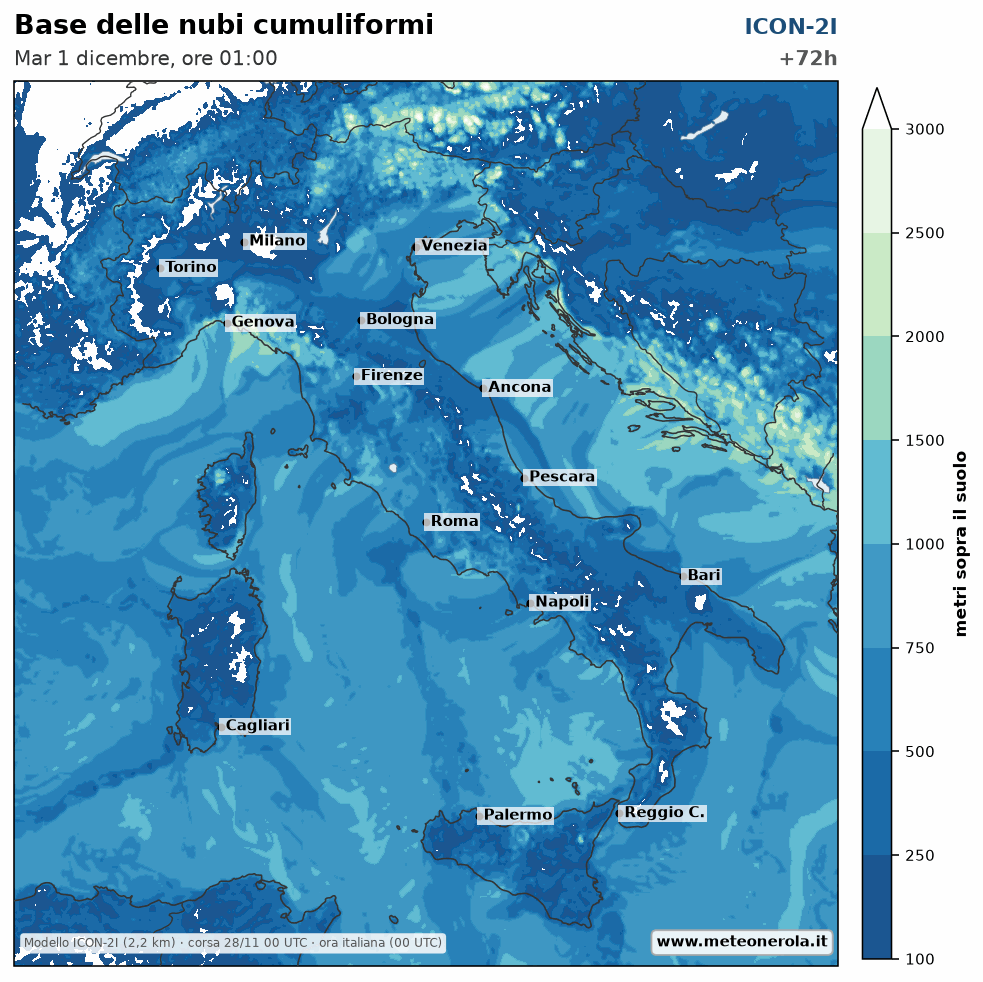 Base delle nubi cumuliformi
ICON-2I
Mar 1 dicembre, ore 01:00
+72h
3000
2500
2000
1500
1000
750
500
250
100
metri sopra il suolo
Milano
Venezia
Torino
Genova
Bologna
Firenze
Ancona
Pescara
Roma
Bari
Napoli
Cagliari
Palermo
Reggio C.
Modello ICON-2I (2,2 km) · corsa 28/11 00 UTC · ora italiana (00 UTC)
www.meteonerola.it